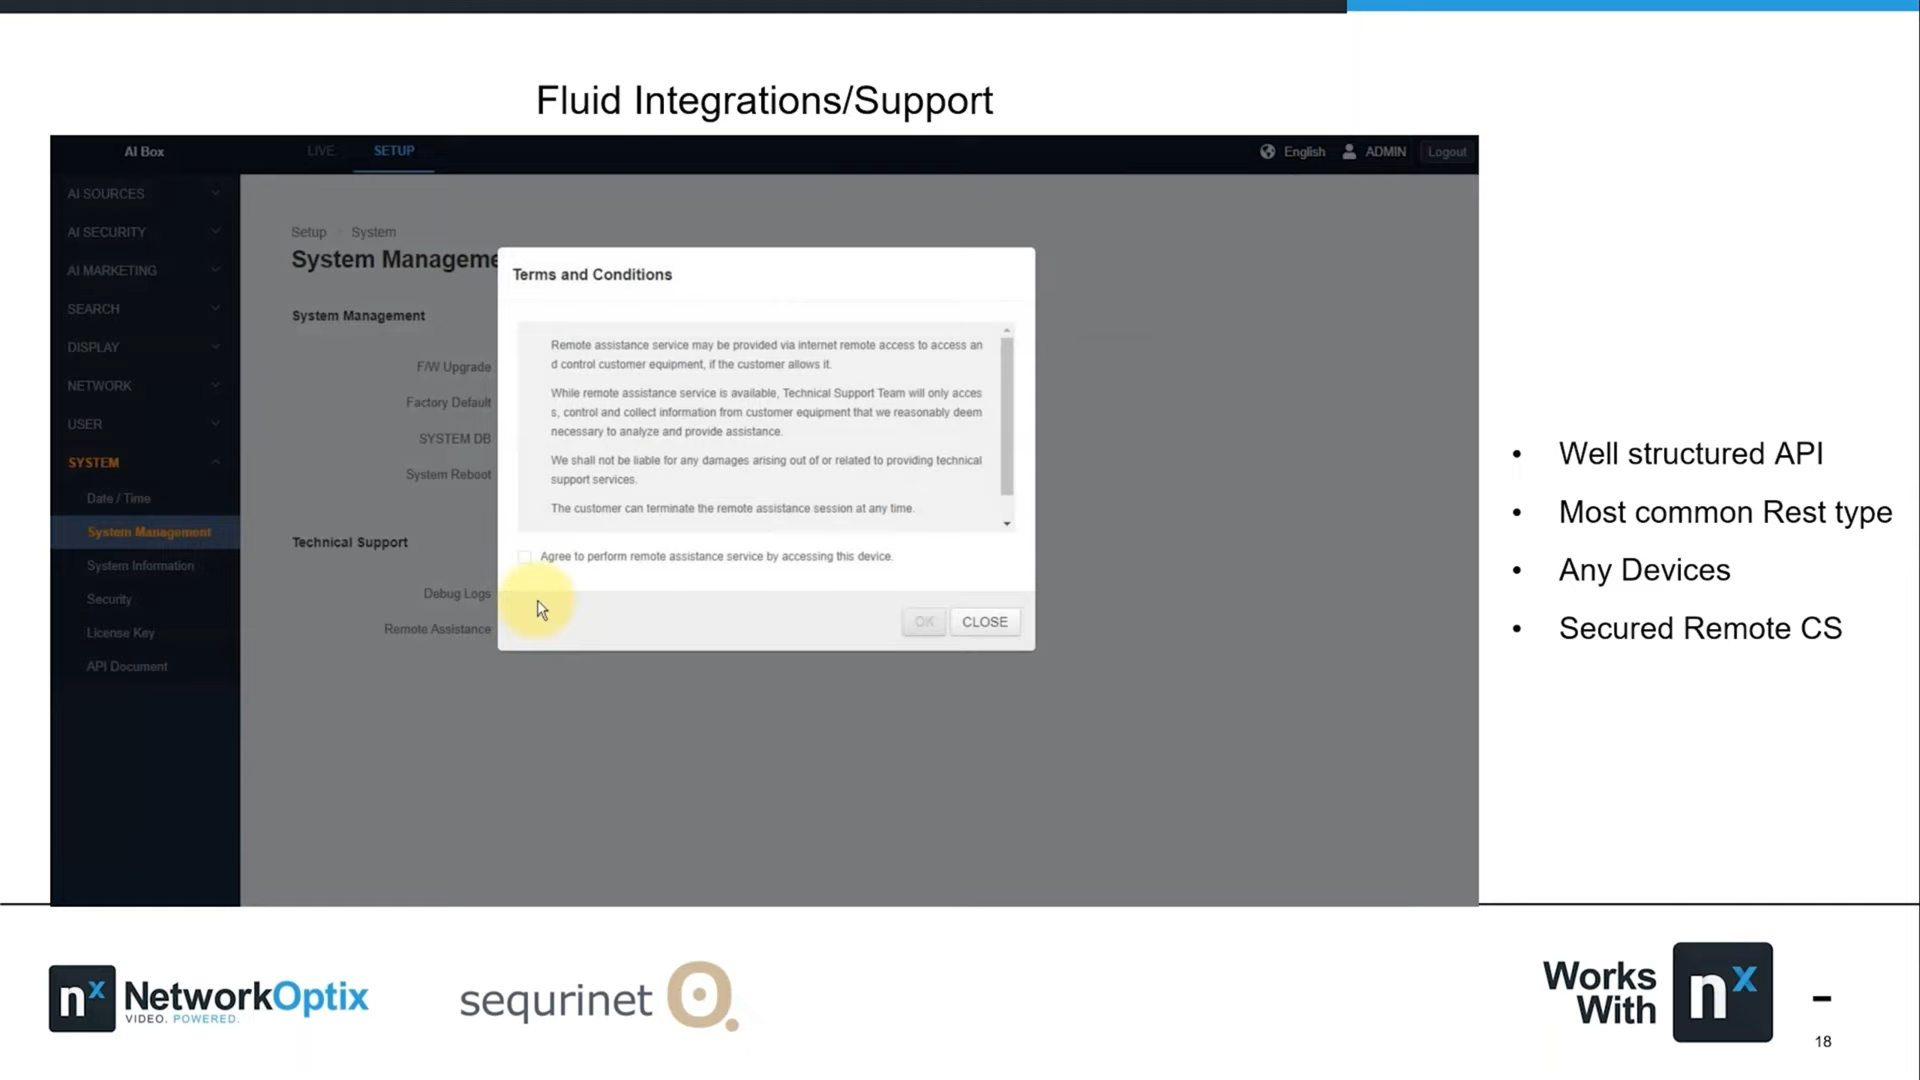 Fluid Integrations/Support
AI Box
LIVE
SETUP
English
ADMIN
Logout
AI SOURCES
AI SECURITY
AI MARKETING
SEARCH
DISPLAY
NETWORK
USER
SYSTEM
Date / Time
System Management
System Information
Security
License Key
API Document
Setup
System
System Manageme
System Management
F/W Upgrade
Factory Default
SYSTEM DB
System Reboot
Technical Support
Debug Logs
Remote Assistance
Terms and Conditions
Remote assistance service may be provided via internet remote access to access an
d control customer equipment, if the customer allows it.
While remote assistance service is available, Technical Support Team will only acces
s, control and collect information from customer equipment that we reasonably deem
necessary to analyze and provide assistance.
We shall not be liable for any damages arising out of or related to providing technical
support services.
The customer can terminate the remote assistance session at any time.
Agree to perform remote assistance service by accessing this device.
OK
CLOSE
• Well structured API
• Most common Rest type
• Any Devices
• Secured Remote CS
nx NetworkOptix
VIDEO. POWERED.
sequrinet
Works
With
nx
18